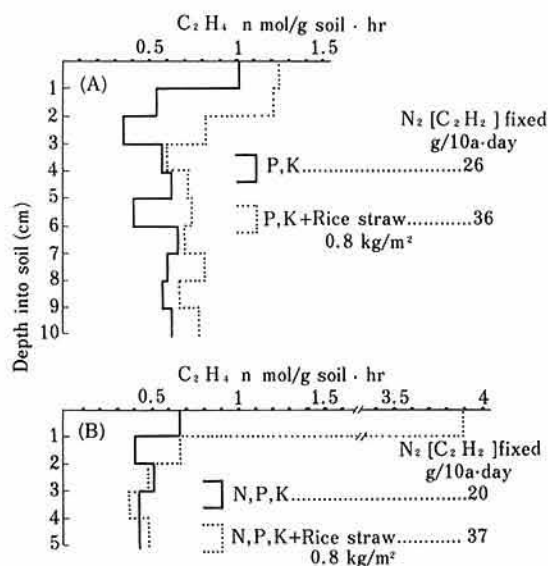 C₂H₄ n mol/g soil · hr
0.5 1 1.5
(A)
1
2
3
4
5
6
7
8
9
10
Depth into soil (cm)
N₂ [C₂H₂] fixed
g/10a·day
P,K 26
P,K+Rice straw 36
0.8 kg/m²
C₂H₄ n mol/g soil · hr
0.5 1 3.5 4
(B)
1
2
3
4
5
N₂ [C₂H₂] fixed
g/10a·day
N,P,K 20
N,P,K+Rice straw 37
0.8 kg/m²